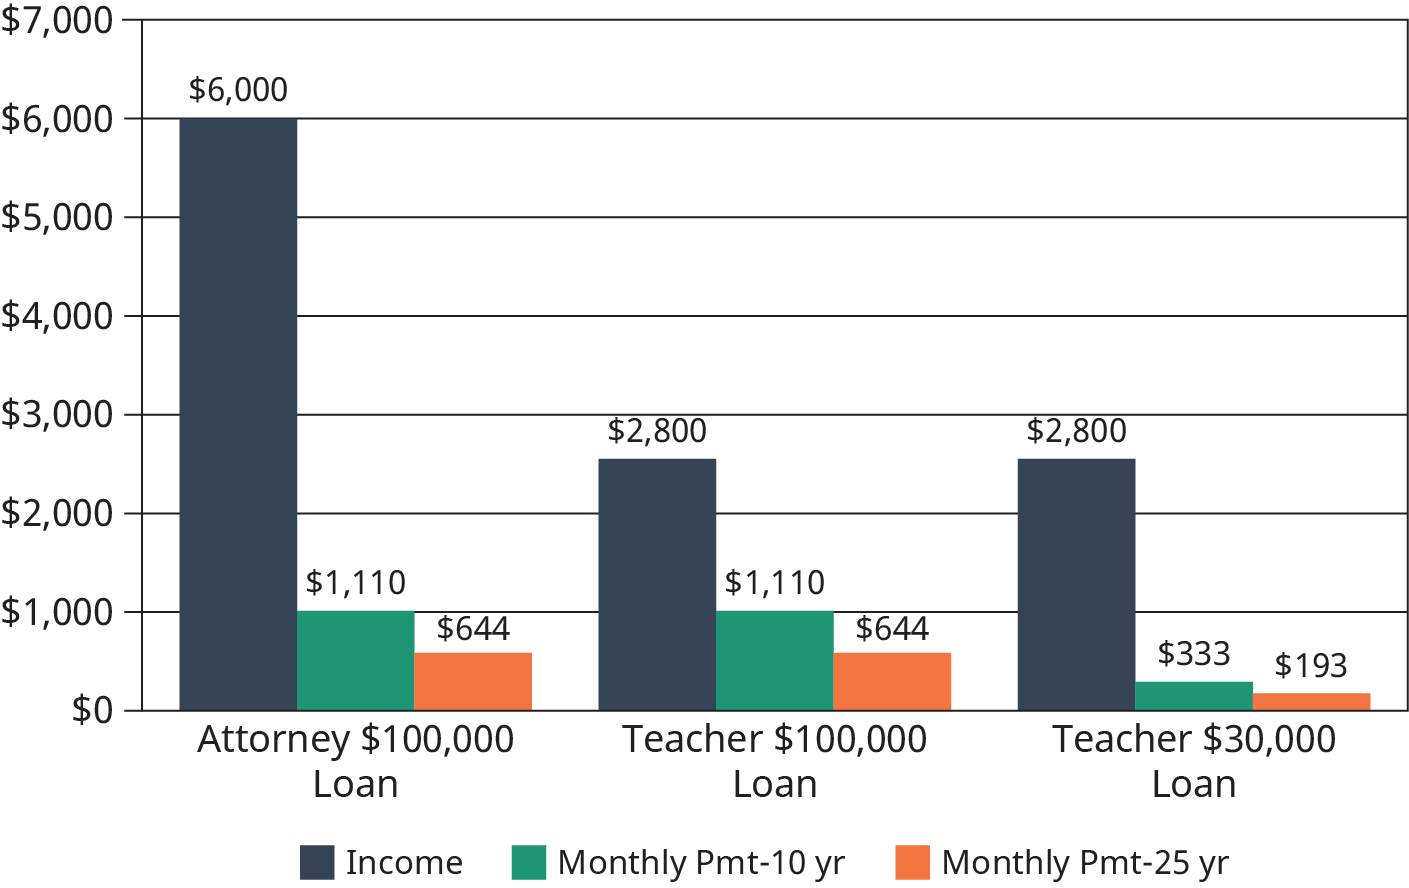 $7,000
$6,000
$6,000
$5,000
$4,000
$3,000
$2,800
$2,800
$2,000
$1,110
$1,110
$1,000
$644
$644
$333
$193
$0
Attorney $100,000
Loan
Teacher $100,000
Loan
Teacher $30,000
Loan
Income
Monthly Pmt-10 yr
Monthly Pmt-25 yr